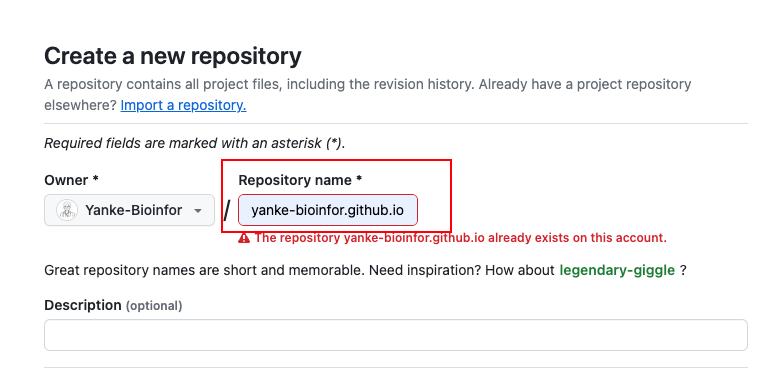 Create a new repository
A repository contains all project files, including the revision history. Already have a project repository
elsewhere? Import a repository.
Required fields are marked with an asterisk (*).
Owner * Repository name *
Yanke-Bioinfor / yanke-bioinfor.github.io
The repository yanke-bioinfor.github.io already exists on this account.
Great repository names are short and memorable. Need inspiration? How about legendary-giggle ?
Description (optional)